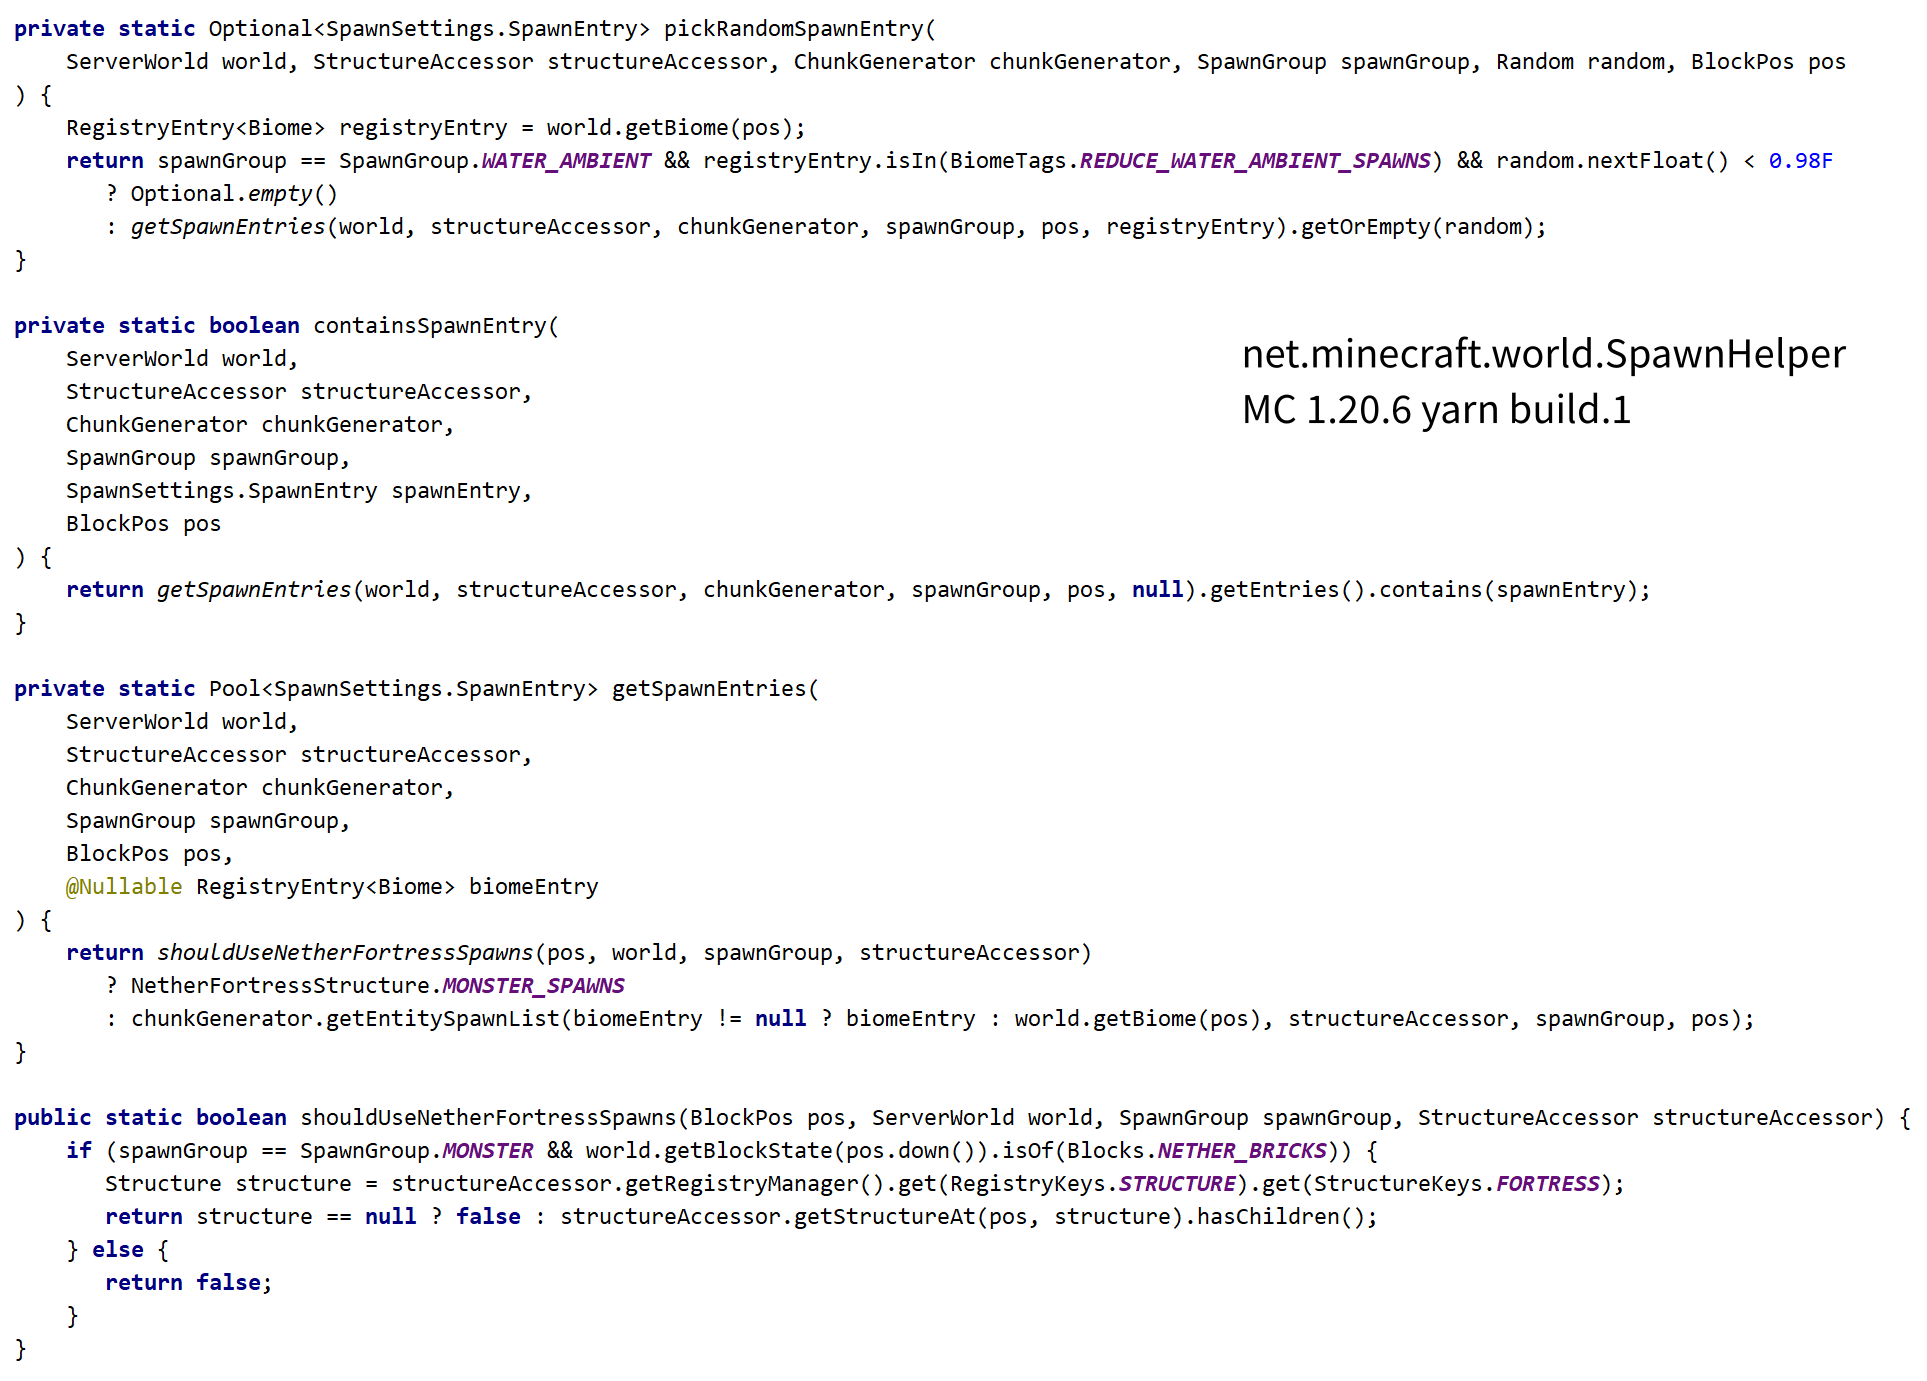 private static Optional<SpawnSettings.SpawnEntry> pickRandomSpawnEntry(
    ServerWorld world, StructureAccessor structureAccessor, ChunkGenerator chunkGenerator, SpawnGroup spawnGroup, Random random, BlockPos pos
) {
    RegistryEntry<Biome> registryEntry = world.getBiome(pos);
    return spawnGroup == SpawnGroup.WATER_AMBIENT && registryEntry.isIn(BiomeTags.REDUCE_WATER_AMBIENT_SPAWNS) && random.nextFloat() < 0.98F
       ? Optional.empty()
       : getSpawnEntries(world, structureAccessor, chunkGenerator, spawnGroup, pos, registryEntry).getOrEmpty(random);
}

private static boolean containsSpawnEntry(
    ServerWorld world,
    StructureAccessor structureAccessor,
    ChunkGenerator chunkGenerator,
    SpawnGroup spawnGroup,
    SpawnSettings.SpawnEntry spawnEntry,
    BlockPos pos
) {
    return getSpawnEntries(world, structureAccessor, chunkGenerator, spawnGroup, pos, null).getEntries().contains(spawnEntry);
}

net.minecraft.world.SpawnHelper
MC 1.20.6 yarn build.1

private static Pool<SpawnSettings.SpawnEntry> getSpawnEntries(
    ServerWorld world,
    StructureAccessor structureAccessor,
    ChunkGenerator chunkGenerator,
    SpawnGroup spawnGroup,
    BlockPos pos,
    @Nullable RegistryEntry<Biome> biomeEntry
) {
    return shouldUseNetherFortressSpawns(pos, world, spawnGroup, structureAccessor)
       ? NetherFortressStructure.MONSTER_SPAWNS
       : chunkGenerator.getEntitySpawnList(biomeEntry != null ? biomeEntry : world.getBiome(pos), structureAccessor, spawnGroup, pos);
}

public static boolean shouldUseNetherFortressSpawns(BlockPos pos, ServerWorld world, SpawnGroup spawnGroup, StructureAccessor structureAccessor) {
    if (spawnGroup == SpawnGroup.MONSTER && world.getBlockState(pos.down()).isOf(Blocks.NETHER_BRICKS)) {
       Structure structure = structureAccessor.getRegistryManager().get(RegistryKeys.STRUCTURE).get(StructureKeys.FORTRESS);
       return structure == null ? false : structureAccessor.getStructureAt(pos, structure).hasChildren();
    } else {
       return false;
    }
}